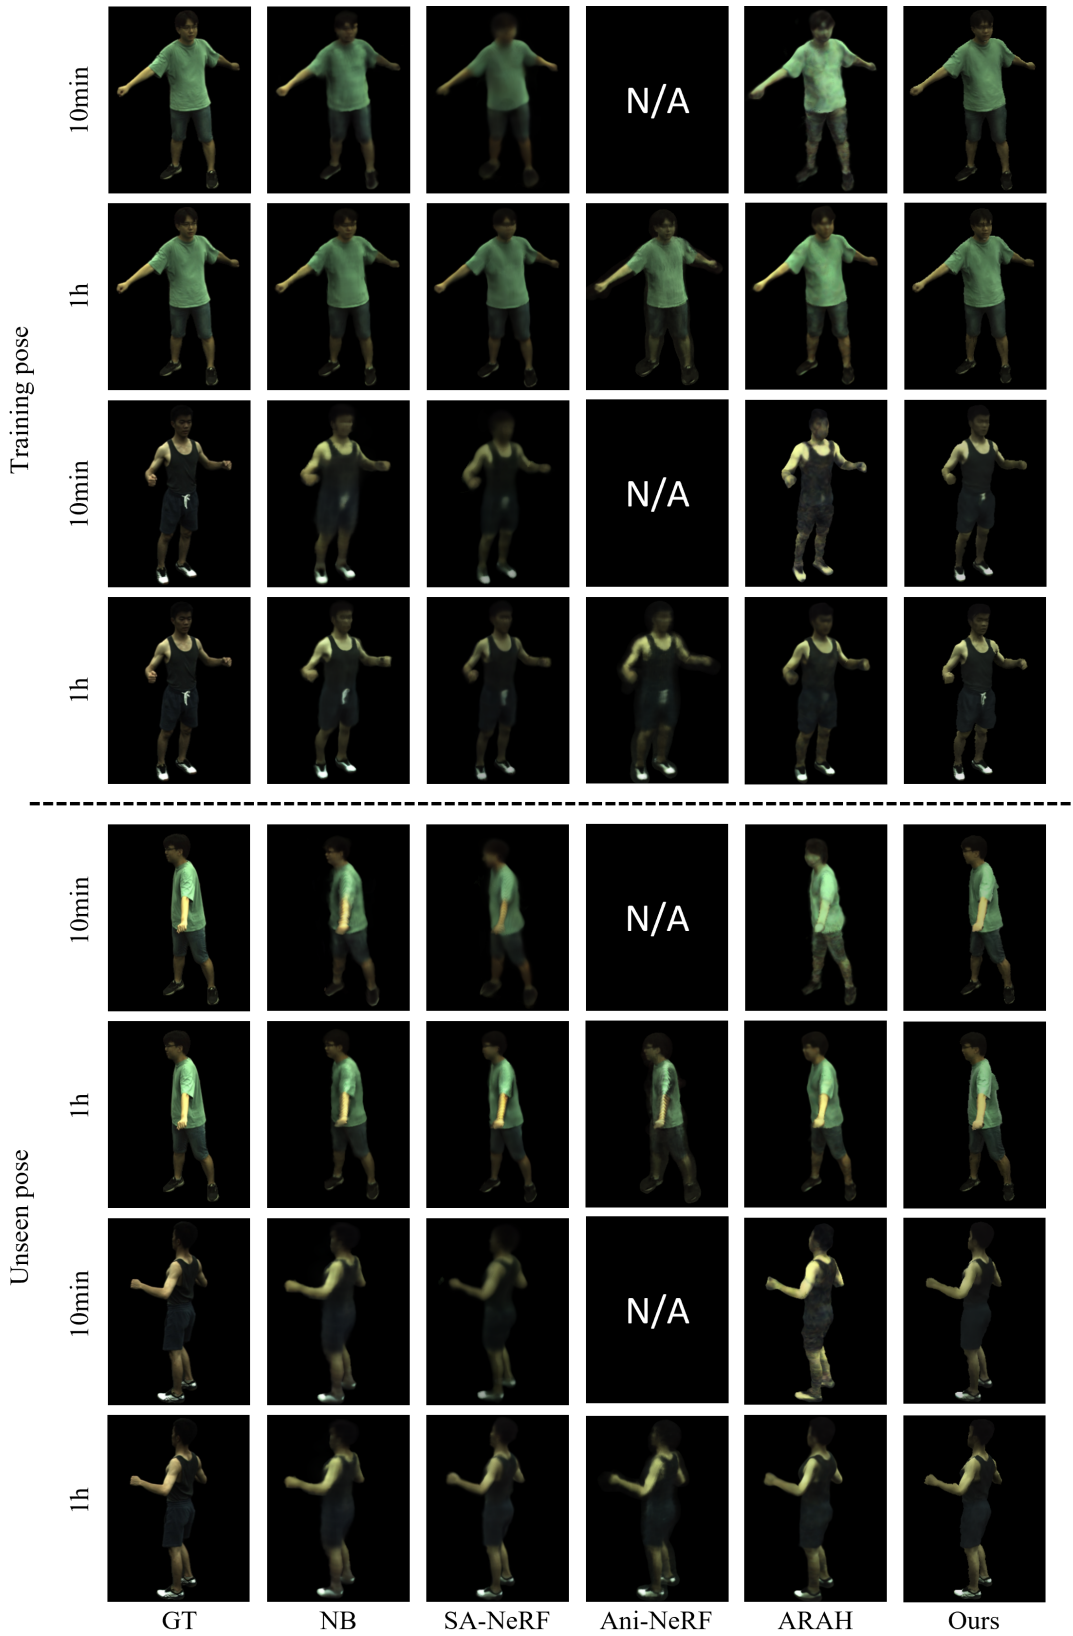 Training pose
10min
N/A
1h
10min
N/A
1h
Unseen pose
10min
N/A
1h
10min
N/A
1h
GT NB SA-NeRF Ani-NeRF ARAH Ours